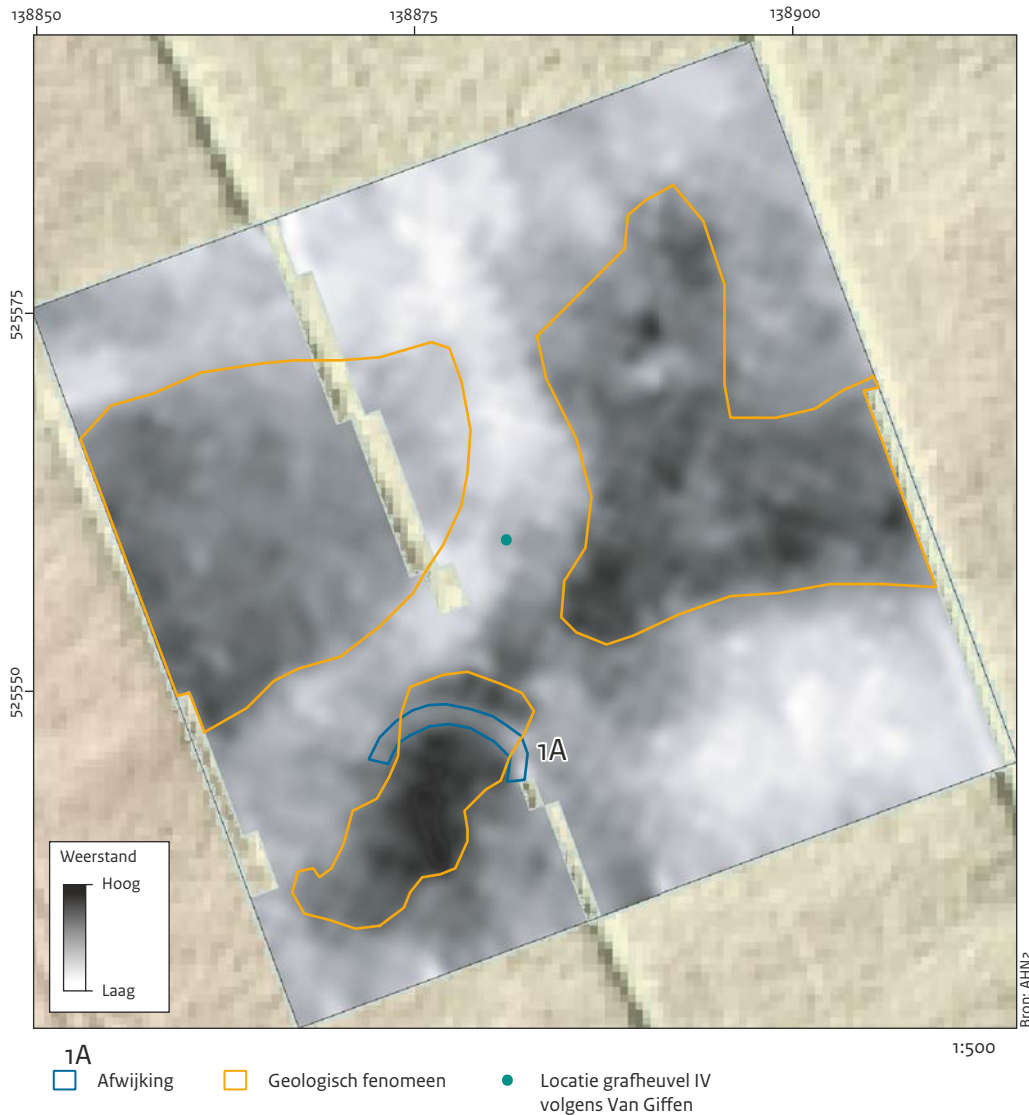 138850
138875
138900
525575
525550
1A
Weerstand
Hoog
Laag
Bron: AHN2
1:500
1A
Afwijking
Geologisch fenomeen
Locatie grafheuvel IV
volgens Van Giffen